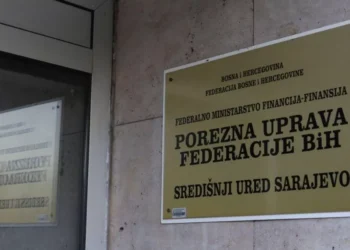 BOSNA I HERCEGOVINA
FEDERACIJA BOSNE I HERCEGOVINE
FEDERALNO MINISTARSTVO FINANCIJA-FINANSIJA
POREZNA UPRAVA
FEDERACIJE BiH
SREDIŠNJI URED SARAJEVO